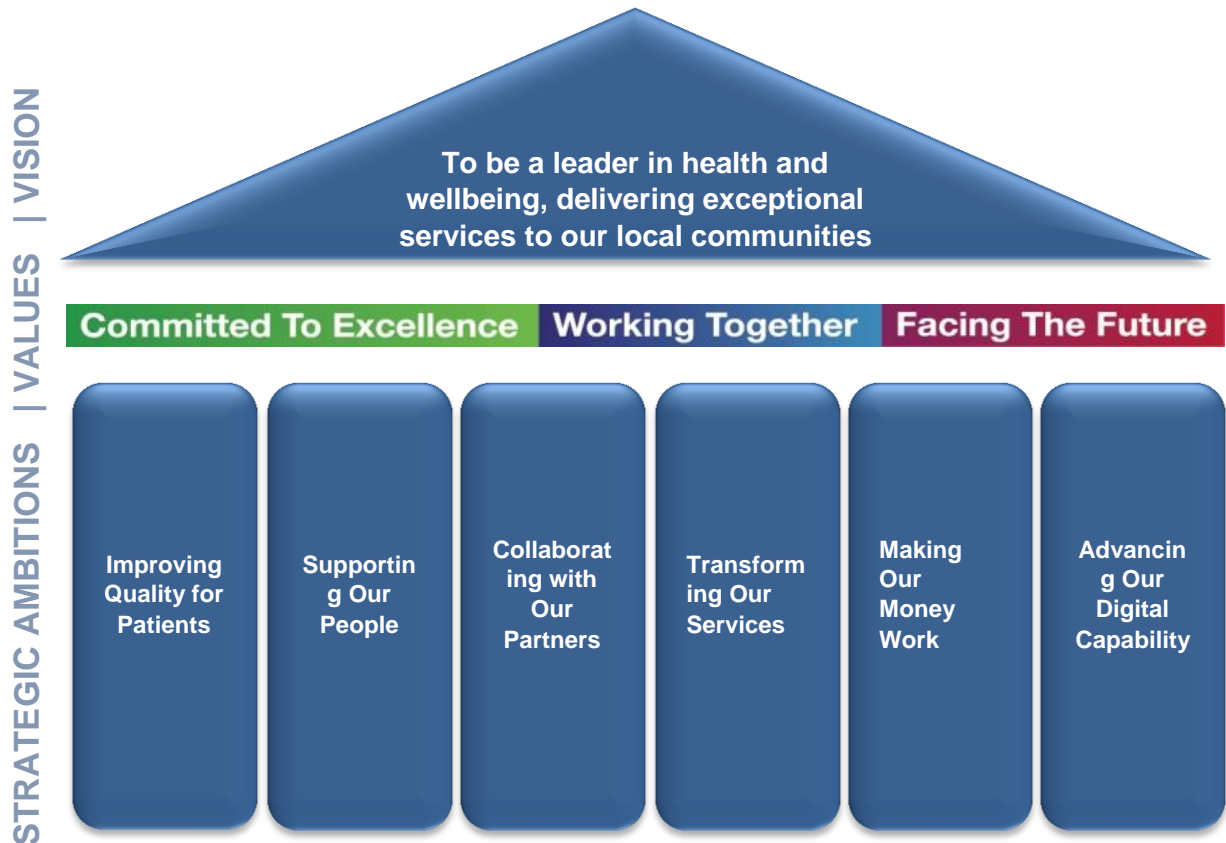 STRATEGIC AMBITIONS | VALUES | VISION
To be a leader in health and
wellbeing, delivering exceptional
services to our local communities
Committed To Excellence Working Together Facing The Future
Improving
Quality for
Patients
Supportin
g Our
People
Collaborat
ing with
Our
Partners
Transform
ing Our
Services
Making
Our
Money
Work
Advancin
g Our
Digital
Capability